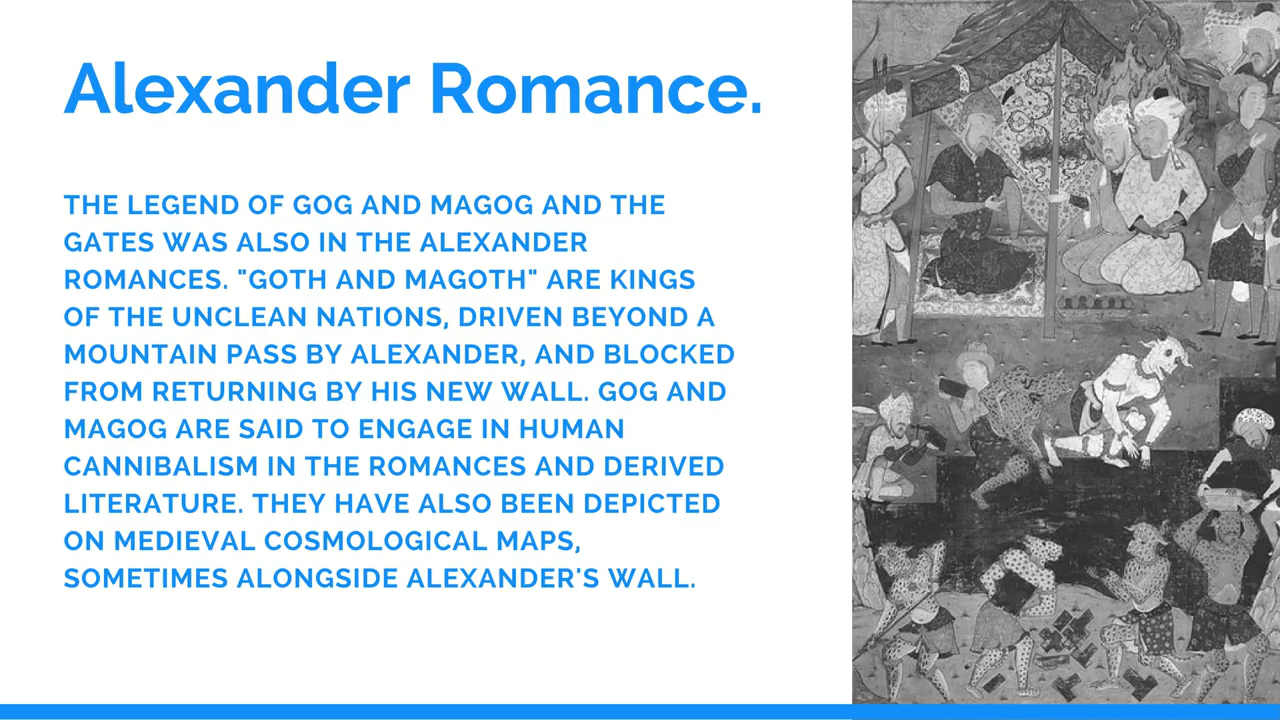 Alexander Romance.
THE LEGEND OF GOG AND MAGOG AND THE
GATES WAS ALSO IN THE ALEXANDER
ROMANCES. "GOTH AND MAGOTH" ARE KINGS
OF THE UNCLEAN NATIONS, DRIVEN BEYOND A
MOUNTAIN PASS BY ALEXANDER, AND BLOCKED
FROM RETURNING BY HIS NEW WALL. GOG AND
MAGOG ARE SAID TO ENGAGE IN HUMAN
CANNIBALISM IN THE ROMANCES AND DERIVED
LITERATURE. THEY HAVE ALSO BEEN DEPICTED
ON MEDIEVAL COSMOLOGICAL MAPS,
SOMETIMES ALONGSIDE ALEXANDER'S WALL.